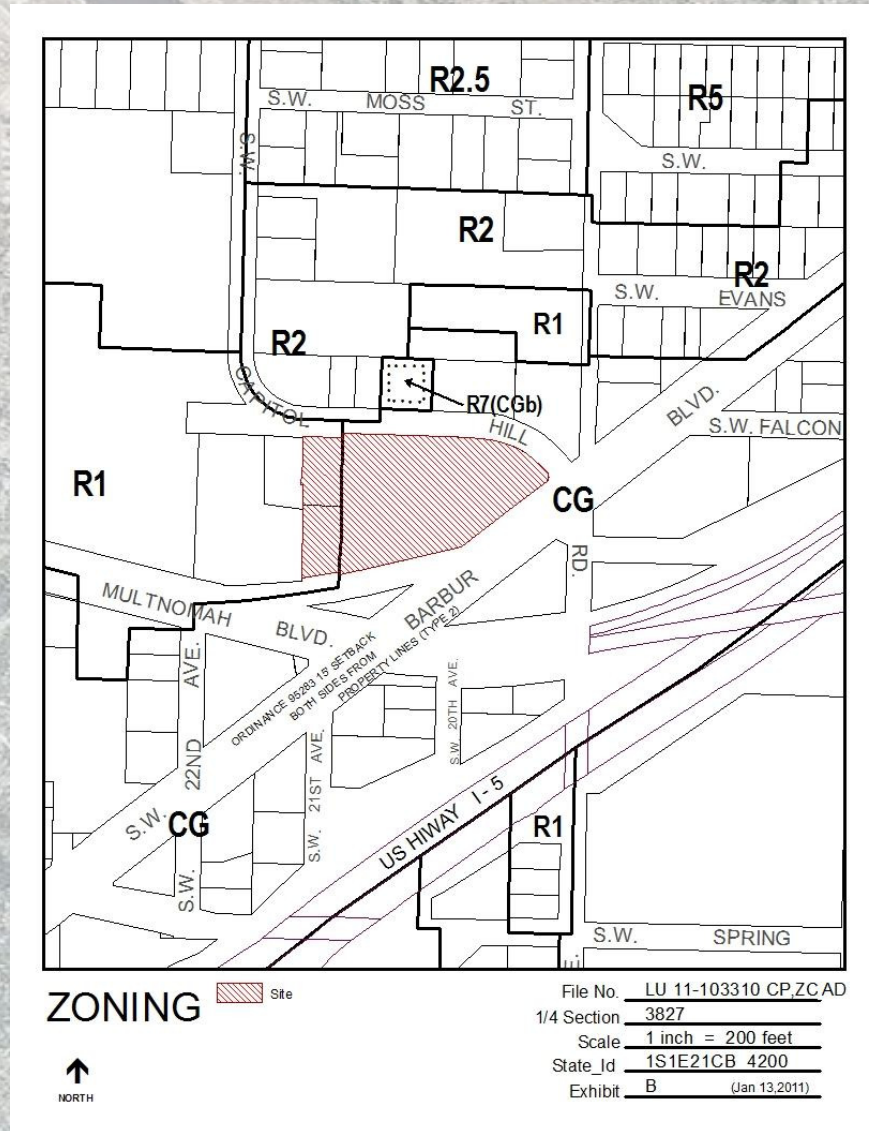 R2.5
R5
S.W. MOSS ST.
S.W.
S.W.
R2
R2
S.W. EVANS
R1
R2
CAPITOL
HILL
R7(CGb)
BLVD.
S.W. FALCON
R1
CG
RD.
MULTNOMAH
BLVD.
BARBUR
ORDINANCE 95283 15' SETBACK
BOTH SIDES FROM
PROPERTY LINES (TYPE 2)
S.W. 22ND AVE.
S.W. 21ST AVE.
S.W. 20TH AVE.
S.W.
CG
US HIWAY I - 5
R1
S.W. SPRING
ZONING
Site
NORTH
File No. LU 11-103310 CP,ZC AD
1/4 Section 3827
Scale 1 inch = 200 feet
State_Id 1S1E21CB 4200
Exhibit B (Jan 13,2011)